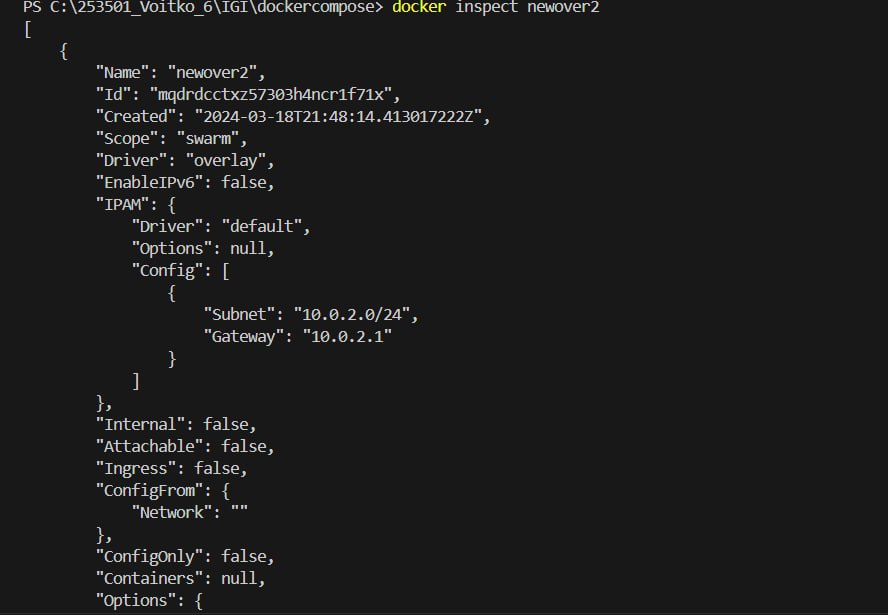 PS C:\253501_Voitko_6\IGI\dockercompose> docker inspect newover2
[
    {
        "Name": "newover2",
        "Id": "mqdrdcctxz57303h4ncr1f71x",
        "Created": "2024-03-18T21:48:14.413017222Z",
        "Scope": "swarm",
        "Driver": "overlay",
        "EnableIPv6": false,
        "IPAM": {
            "Driver": "default",
            "Options": null,
            "Config": [
                {
                    "Subnet": "10.0.2.0/24",
                    "Gateway": "10.0.2.1"
                }
            ]
        },
        "Internal": false,
        "Attachable": false,
        "Ingress": false,
        "ConfigFrom": {
            "Network": ""
        },
        "ConfigOnly": false,
        "Containers": null,
        "Options": {